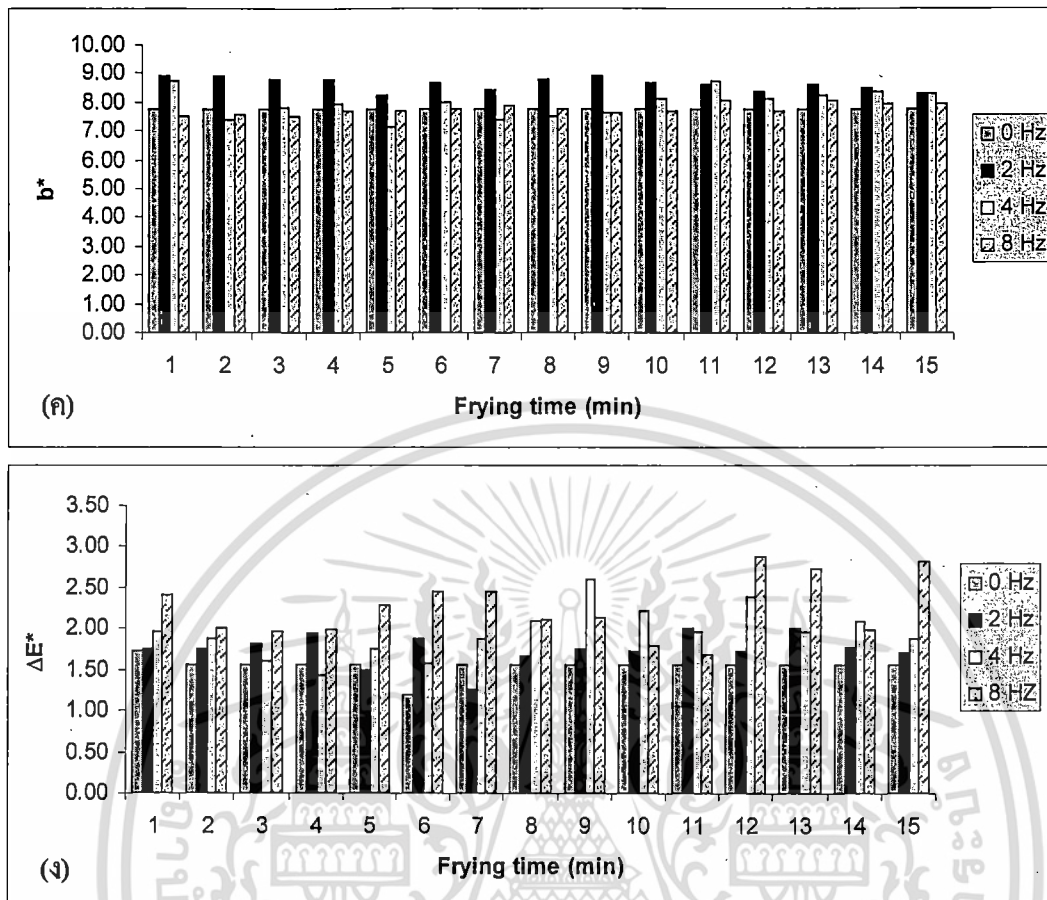 10.00
9.00
8.00
7.00
6.00
5.00
4.00
3.00
2.00
1.00
0.00
b*
1 2 3 4 5 6 7 8 9 10 11 12 13 14 15
Frying time (min)
(ค)
0 Hz
2 Hz
4 Hz
8 Hz
3.50
3.00
2.50
2.00
1.50
1.00
0.50
0.00
ΔE*
1 2 3 4 5 6 7 8 9 10 11 12 13 14 15
Frying time (min)
(ง)
0 Hz
2 Hz
4 Hz
8 HZ